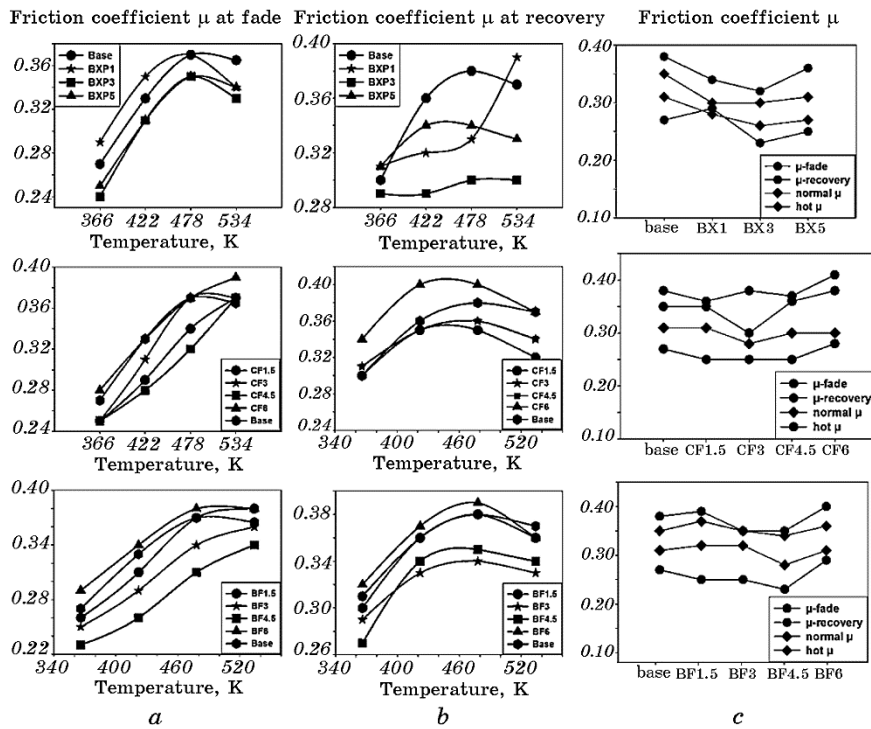 Friction coefficient μ at fade
0.36
0.32
0.28
0.24
Base
BXP1
BXP3
BXP5
366 422 478 534
Temperature, K
Friction coefficient μ at recovery
0.40
0.36
0.32
0.28
Base
BXP1
BXP3
BXP5
366 422 478 534
Temperature, K
Friction coefficient μ
0.40
0.30
0.20
0.10
μ-fade
μ-recovery
normal μ
hot μ
base BX1 BX3 BX5
0.40
0.36
0.32
0.28
0.24
CF1.5
CF3
CF4.5
CF6
Base
366 422 478 534
Temperature, K
0.40
0.36
0.32
0.28
0.24
CF1.5
CF3
CF4.5
CF6
Base
340 400 460 520
Temperature, K
0.40
0.30
0.20
0.10
μ-fade
μ-recovery
normal μ
hot μ
base CF1.5 CF3 CF4.5 CF6
0.40
0.34
0.28
0.22
BF1.5
BF3
BF4.5
BF6
Base
340 400 460 520
Temperature, K
0.38
0.34
0.30
0.26
BF1.5
BF3
BF4.5
BF6
Base
340 400 460 520
Temperature, K
0.40
0.30
0.20
0.10
μ-fade
μ-recovery
normal μ
hot μ
base BF1.5 BF3 BF4.5 BF6
a b c